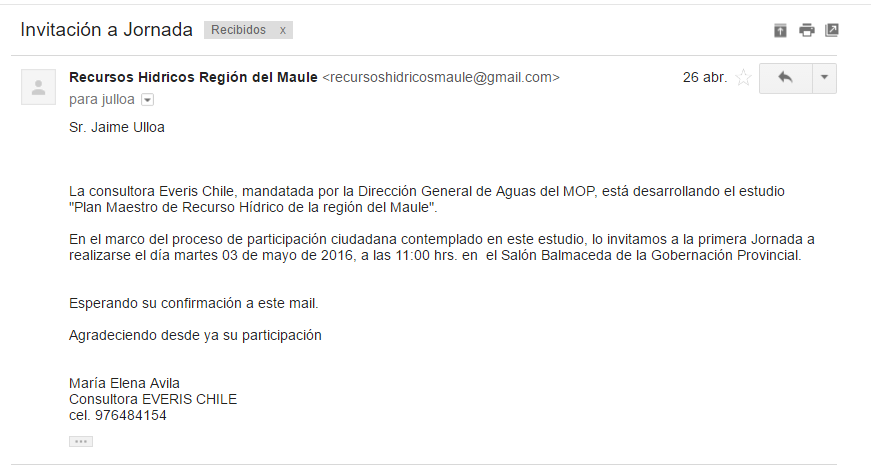 Invitación a Jornada Recibidos x
Recursos Hidricos Región del Maule <recursoshidricosmaule@gmail.com> 26 abr.
para julloa
Sr. Jaime Ulloa
La consultora Everis Chile, mandatada por la Dirección General de Aguas del MOP, está desarrollando el estudio
"Plan Maestro de Recurso Hídrico de la región del Maule".
En el marco del proceso de participación ciudadana contemplado en este estudio, lo invitamos a la primera Jornada a
realizarse el día martes 03 de mayo de 2016, a las 11:00 hrs. en  el Salón Balmaceda de la Gobernación Provincial.
Esperando su confirmación a este mail.
Agradeciendo desde ya su participación
María Elena Avila
Consultora EVERIS CHILE
cel. 976484154